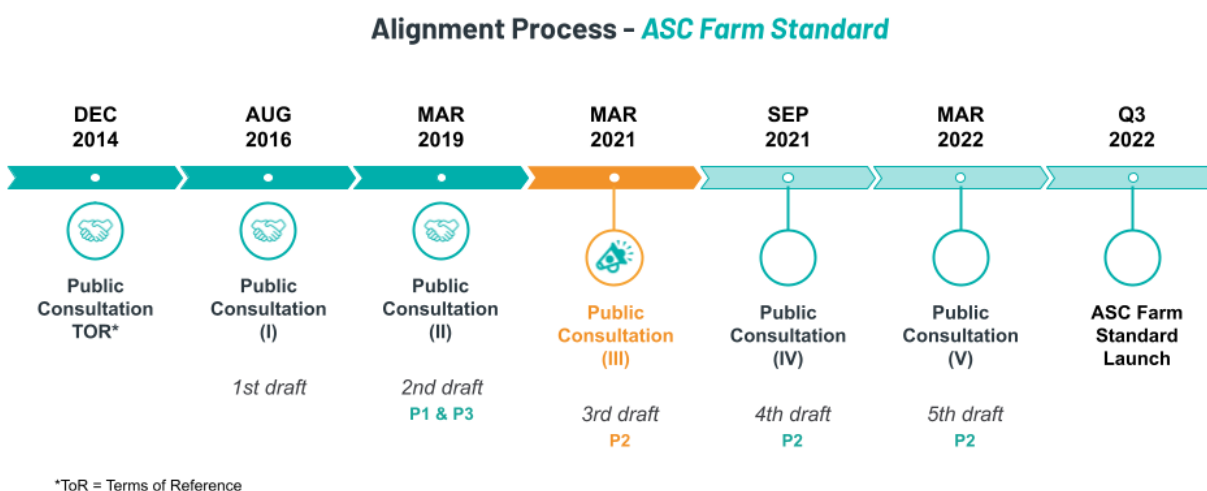 Alignment Process - ASC Farm Standard
DEC
2014
AUG
2016
MAR
2019
MAR
2021
SEP
2021
MAR
2022
Q3
2022
Public
Consultation
TOR*
Public
Consultation
(I)
1st draft
Public
Consultation
(II)
2nd draft
P1 & P3
Public
Consultation
(III)
3rd draft
P2
Public
Consultation
(IV)
4th draft
P2
Public
Consultation
(V)
5th draft
P2
ASC Farm
Standard
Launch
*ToR = Terms of Reference